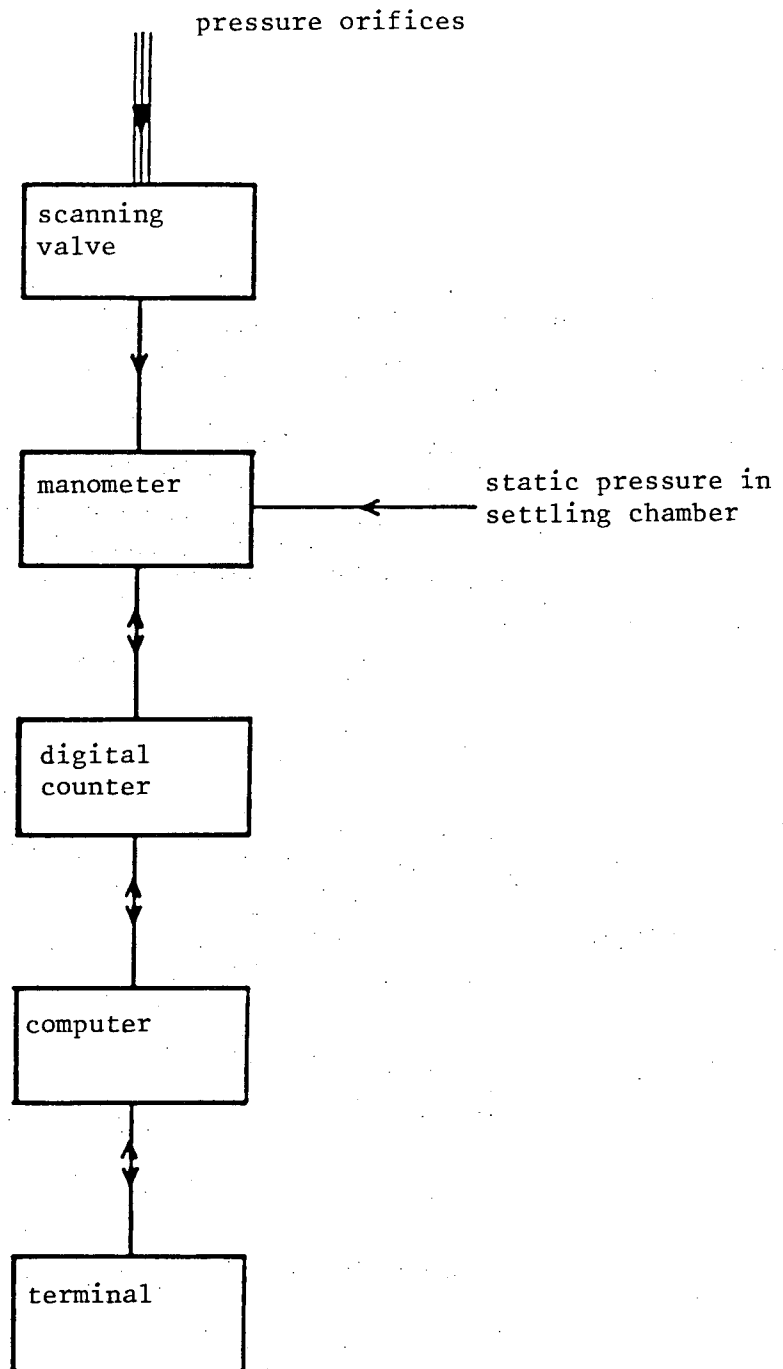 pressure orifices
scanning
valve
manometer
static pressure in
settling chamber
digital
counter
computer
terminal